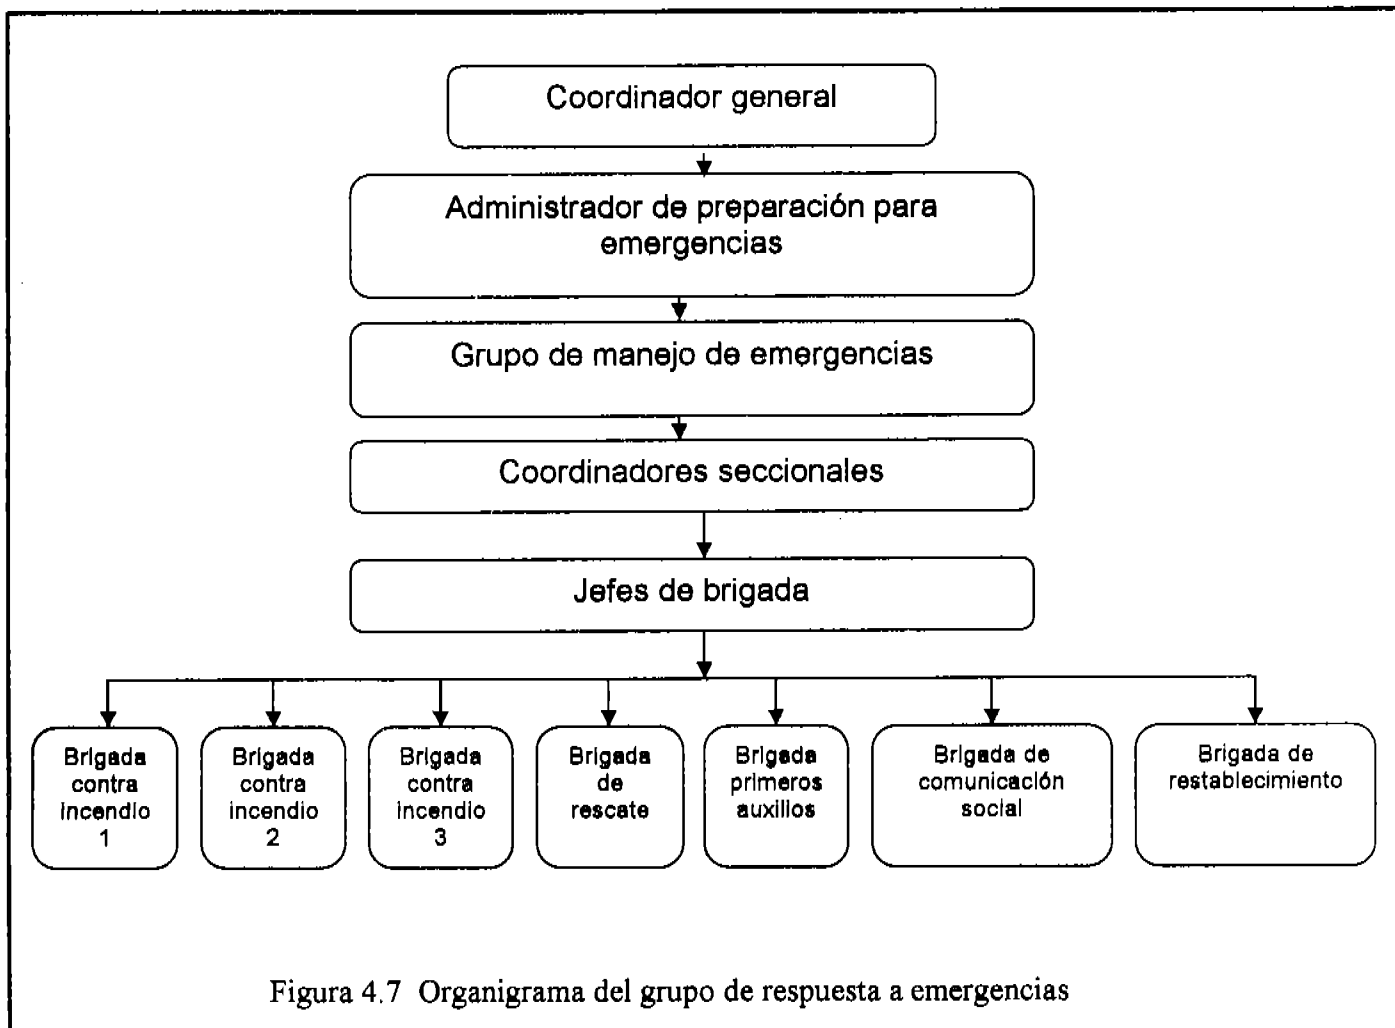 Coordinador general
Administrador de preparación para
emergencias
Grupo de manejo de emergencias
Coordinadores seccionales
Jefes de brigada
Brigada
contra
incendio
1
Brigada
contra
incendio
2
Brigada
contra
incendio
3
Brigada
de
rescate
Brigada
primeros
auxilios
Brigada de
comunicación
social
Brigada de
restablecimiento
Figura 4.7 Organigrama del grupo de respuesta a emergencias